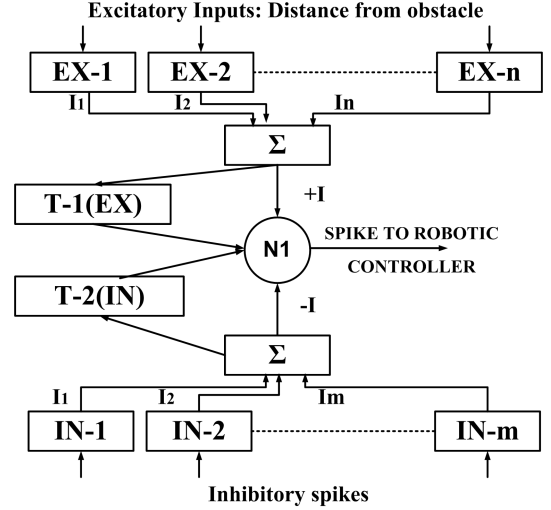 Excitatory Inputs: Distance from obstacle
EX-1 EX-2 EX-n
I1 I2 In
Σ
T-1(EX)
+I
N1
SPIKE TO ROBOTIC
CONTROLLER
T-2(IN)
-I
Σ
I1 I2 Im
IN-1 IN-2 IN-m
Inhibitory spikes